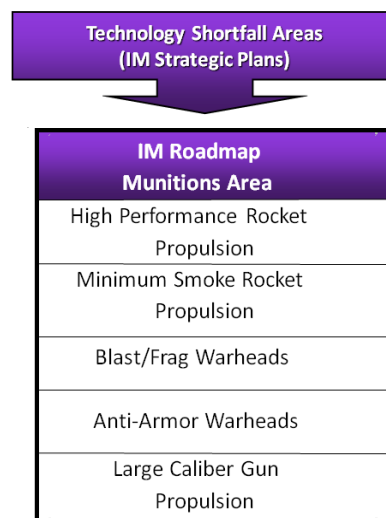 Technology Shortfall Areas
(IM Strategic Plans)
IM Roadmap
Munitions Area
High Performance Rocket
Propulsion
Minimum Smoke Rocket
Propulsion
Blast/Frag Warheads
Anti-Armor Warheads
Large Caliber Gun
Propulsion